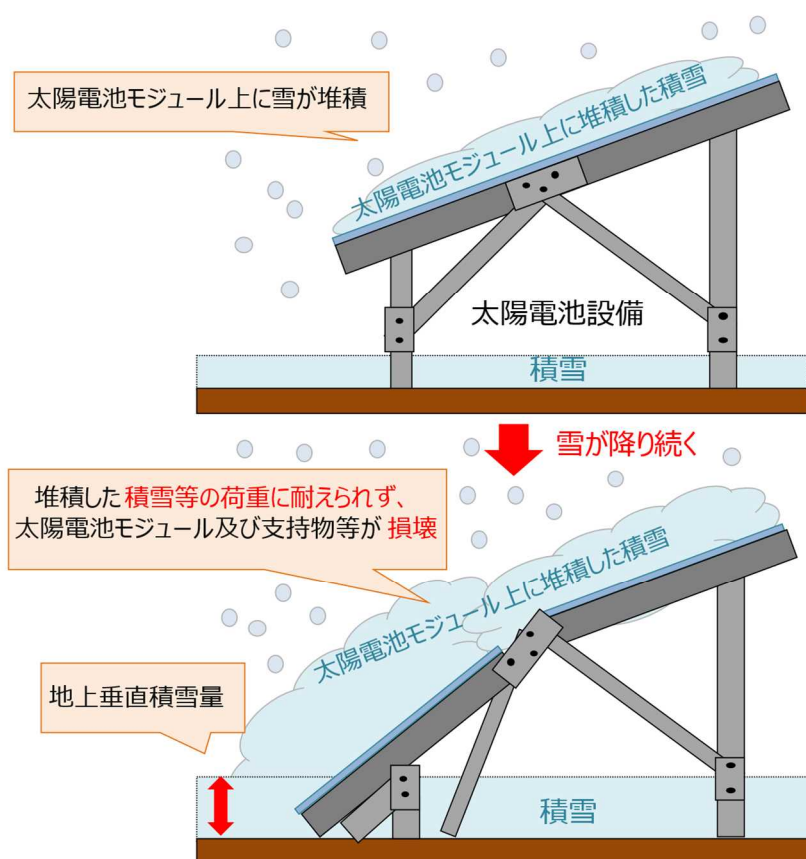 太陽電池モジュール上に雪が堆積
太陽電池モジュール上に堆積した積雪
太陽電池設備
積雪
雪が降り続く
堆積した積雪等の荷重に耐えられず、
太陽電池モジュール及び支持物等が損壊
太陽電池モジュール上に堆積した積雪
地上垂直積雪量
積雪